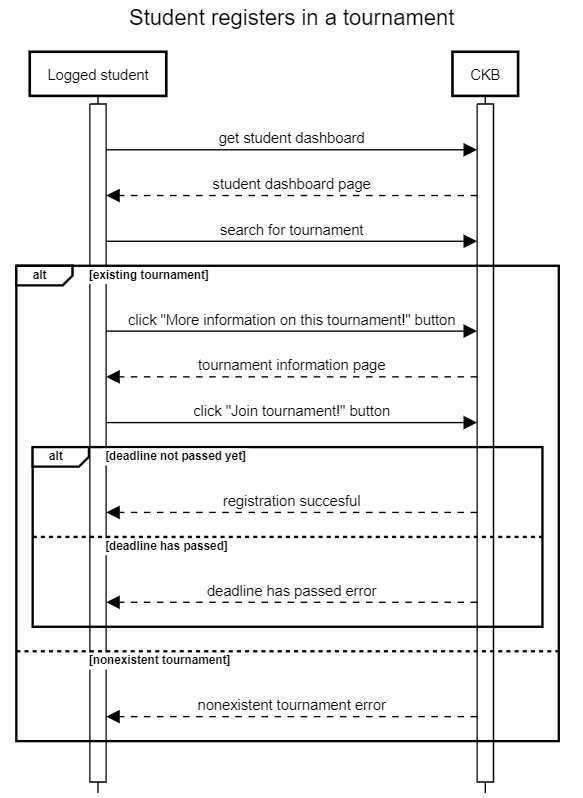 Student registers in a tournament
Logged student
CKB
get student dashboard
student dashboard page
search for tournament
alt
[existing tournament]
click "More information on this tournament!" button
tournament information page
click "Join tournament!" button
alt
[deadline not passed yet]
registration succesful
[deadline has passed]
deadline has passed error
[nonexistent tournament]
nonexistent tournament error